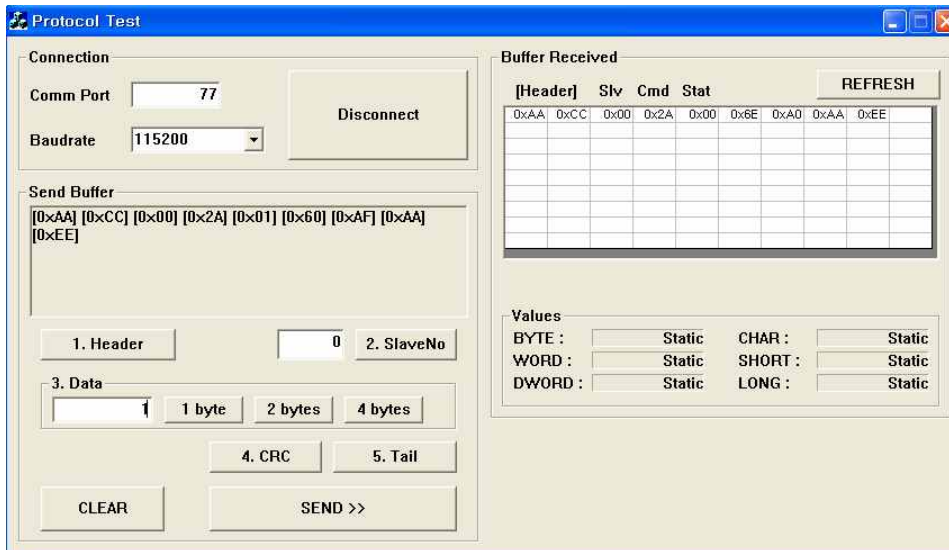 Protocol Test
Connection
Comm Port 77
Baudrate 115200
Disconnect
Send Buffer
[0xAA] [0xCC] [0x00] [0x2A] [0x01] [0x60] [0xAF] [0xAA]
[0xEE]
1. Header 0 2. SlaveNo
3. Data
1 1 byte 2 bytes 4 bytes
4. CRC 5. Tail
CLEAR SEND >>
Buffer Received
[Header] Slv Cmd Stat REFRESH
0xAA 0xCC 0x00 0x2A 0x00 0x6E 0xA0 0xAA 0xEE
Values
BYTE : Static CHAR : Static
WORD : Static SHORT : Static
DWORD : Static LONG : Static